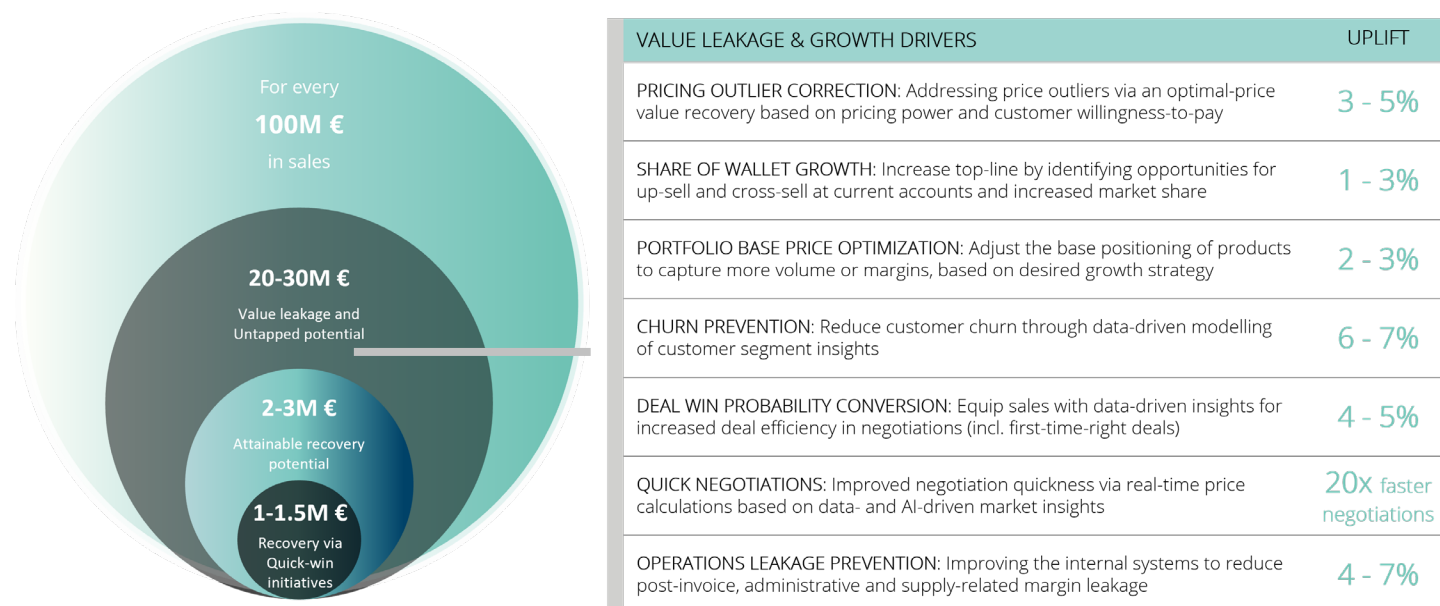 For every
100M €
in sales
20-30M €
Value leakage and
Untapped potential
2-3M €
Attainable recovery
potential
1-1.5M €
Recovery via
Quick-win
initiatives
VALUE LEAKAGE & GROWTH DRIVERS UPLIFT
PRICING OUTLIER CORRECTION: Addressing price outliers via an optimal-price
value recovery based on pricing power and customer willingness-to-pay
3 - 5%
SHARE OF WALLET GROWTH: Increase top-line by identifying opportunities for
up-sell and cross-sell at current accounts and increased market share
1 - 3%
PORTFOLIO BASE PRICE OPTIMIZATION: Adjust the base positioning of products
to capture more volume or margins, based on desired growth strategy
2 - 3%
CHURN PREVENTION: Reduce customer churn through data-driven modelling
of customer segment insights
6 - 7%
DEAL WIN PROBABILITY CONVERSION: Equip sales with data-driven insights for
increased deal efficiency in negotiations (incl. first-time-right deals)
4 - 5%
QUICK NEGOTIATIONS: Improved negotiation quickness via real-time price
calculations based on data- and AI-driven market insights
20x faster
negotiations
OPERATIONS LEAKAGE PREVENTION: Improving the internal systems to reduce
post-invoice, administrative and supply-related margin leakage
4 - 7%